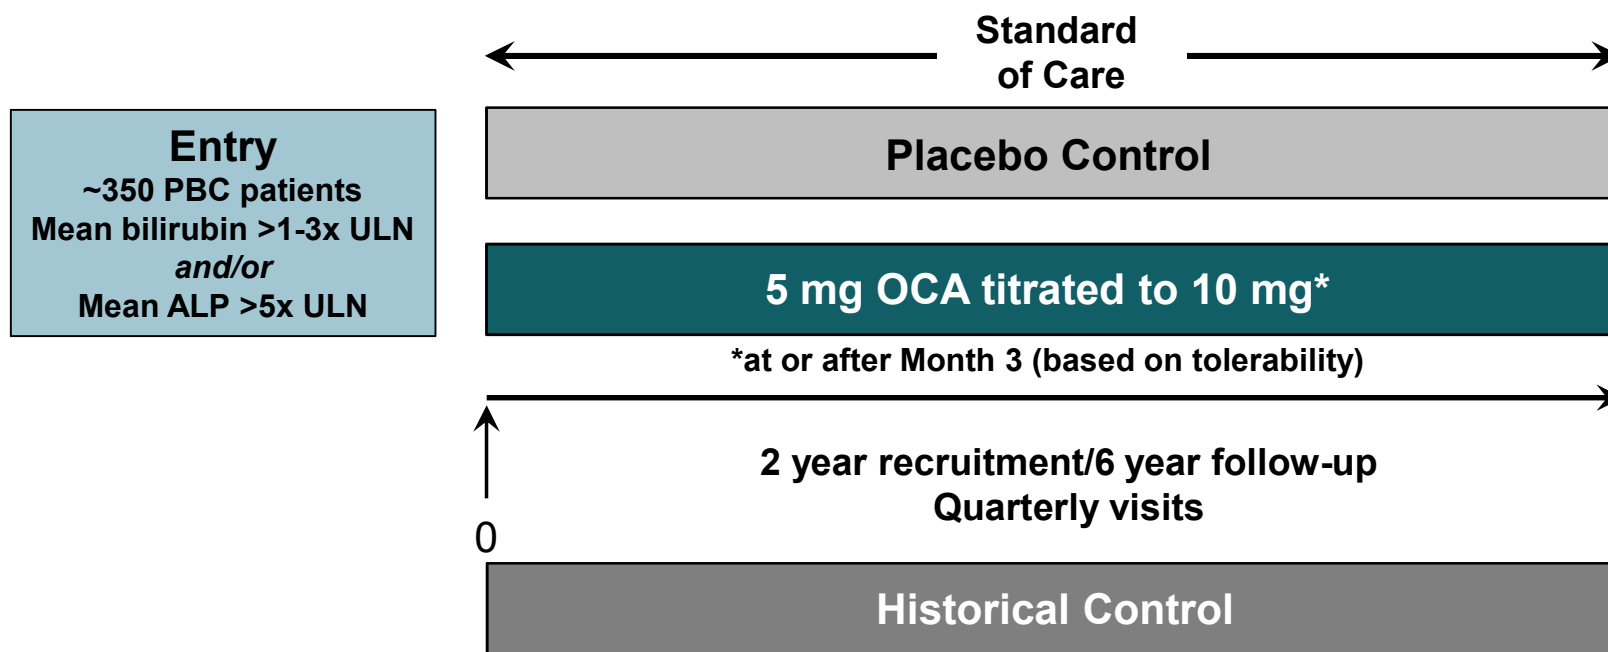 Standard
of Care
Entry
~350 PBC patients
Mean bilirubin >1-3x ULN
and/or
Mean ALP >5x ULN
Placebo Control
5 mg OCA titrated to 10 mg*
*at or after Month 3 (based on tolerability)
2 year recruitment/6 year follow-up
Quarterly visits
0
Historical Control